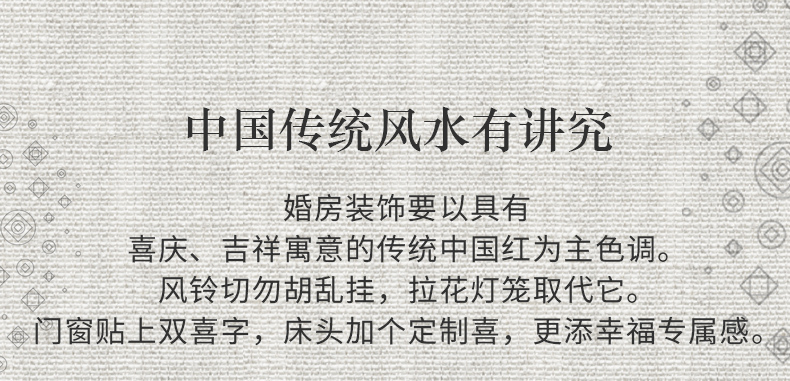 中国传统风水有讲究
婚房装饰要以具有
喜庆、吉祥寓意的传统中国红为主色调。
风铃切勿胡乱挂，拉花灯笼取代它。
门窗贴上双喜字，床头加个定制喜，更添幸福专属感。